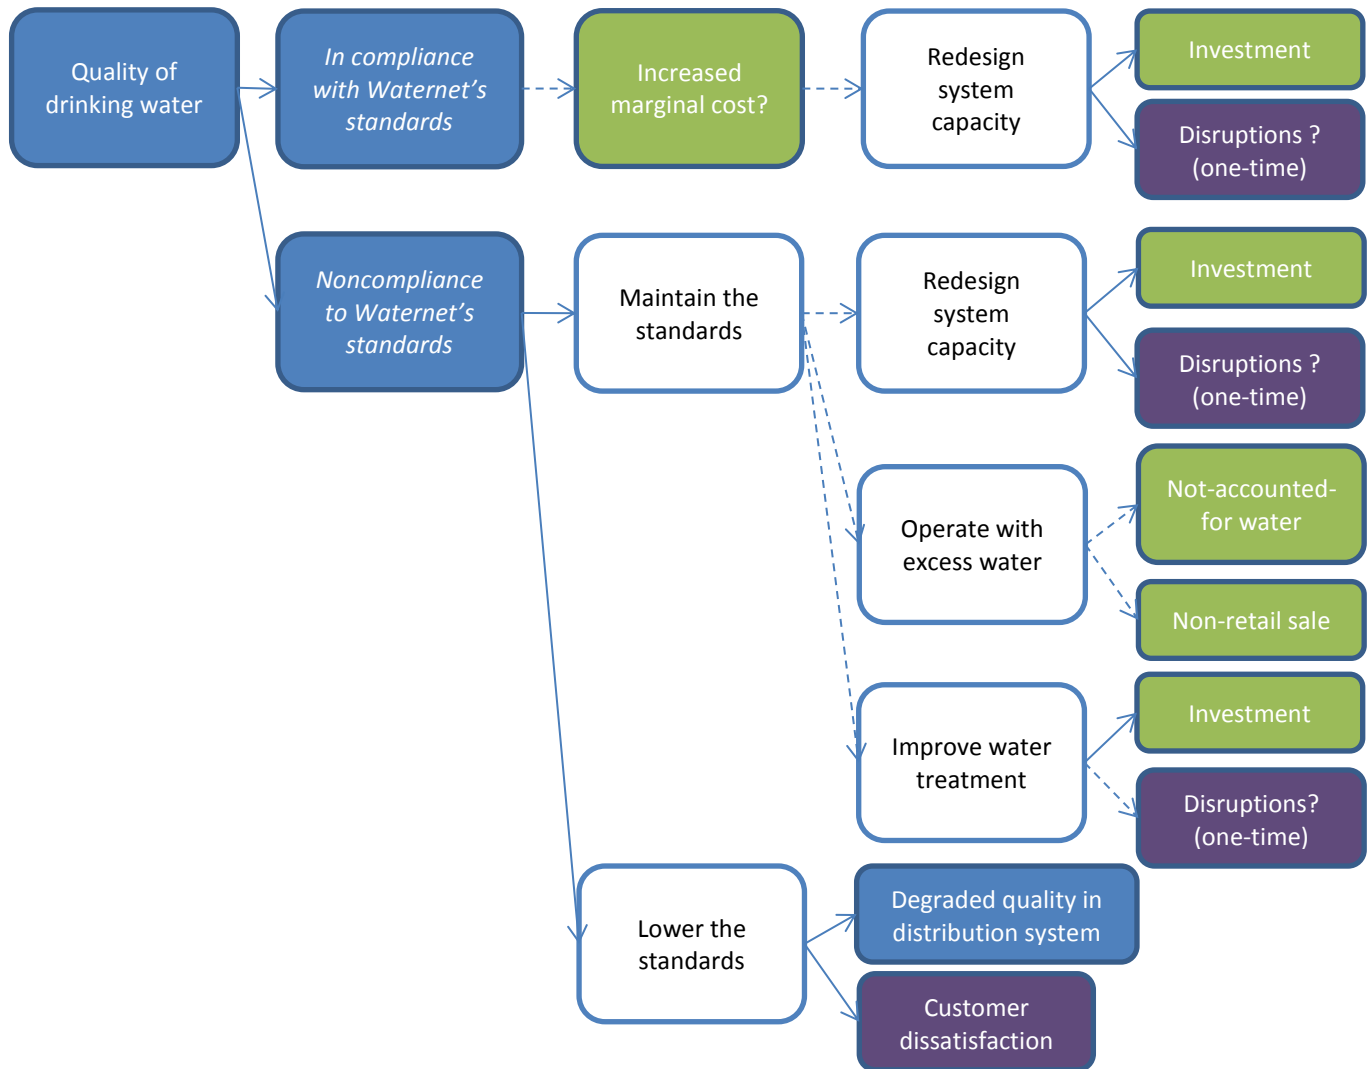 Quality of
drinking water
In compliance
with Waternet's
standards
Increased
marginal cost?
Redesign
system
capacity
Investment
Disruptions ?
(one-time)
Noncompliance
to Waternet's
standards
Maintain the
standards
Redesign
system
capacity
Investment
Disruptions ?
(one-time)
Operate with
excess water
Not-accounted-
for water
Non-retail sale
Improve water
treatment
Investment
Disruptions?
(one-time)
Lower the
standards
Degraded quality in
distribution system
Customer
dissatisfaction